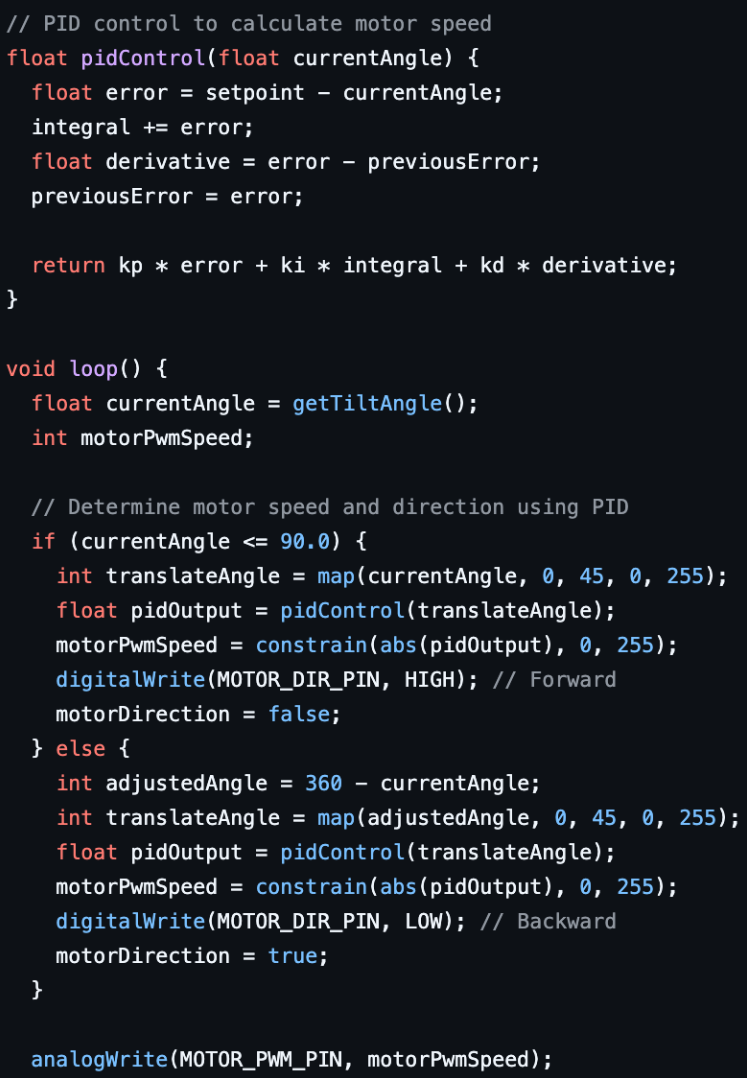 // PID control to calculate motor speed
float pidControl(float currentAngle) {
  float error = setpoint - currentAngle;
  integral += error;
  float derivative = error - previousError;
  previousError = error;

  return kp * error + ki * integral + kd * derivative;
}

void loop() {
  float currentAngle = getTiltAngle();
  int motorPwmSpeed;

  // Determine motor speed and direction using PID
  if (currentAngle <= 90.0) {
    int translateAngle = map(currentAngle, 0, 45, 0, 255);
    float pidOutput = pidControl(translateAngle);
    motorPwmSpeed = constrain(abs(pidOutput), 0, 255);
    digitalWrite(MOTOR_DIR_PIN, HIGH); // Forward
    motorDirection = false;
  } else {
    int adjustedAngle = 360 - currentAngle;
    int translateAngle = map(adjustedAngle, 0, 45, 0, 255);
    float pidOutput = pidControl(translateAngle);
    motorPwmSpeed = constrain(abs(pidOutput), 0, 255);
    digitalWrite(MOTOR_DIR_PIN, LOW); // Backward
    motorDirection = true;
  }

  analogWrite(MOTOR_PWM_PIN, motorPwmSpeed);